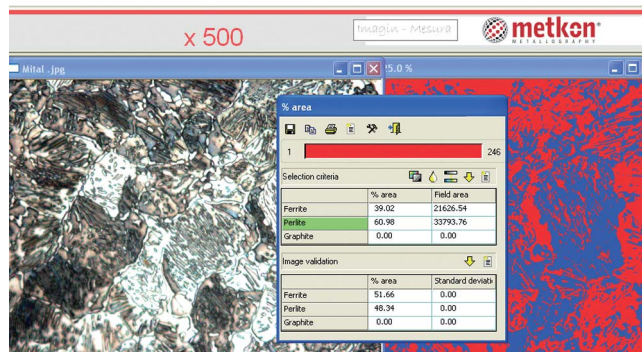 x 500
Imagin - Mesura
metkon
METALLOGRAPHY
Mital .jpg
25.0 %
% area
1
246
Selection criteria
% area Field area
Ferrite 39.02 21626.54
Perlite 60.98 33793.76
Graphite 0.00 0.00
Image validation
% area Standard deviati
Ferrite 51.66 0.00
Perlite 48.34 0.00
Graphite 0.00 0.00